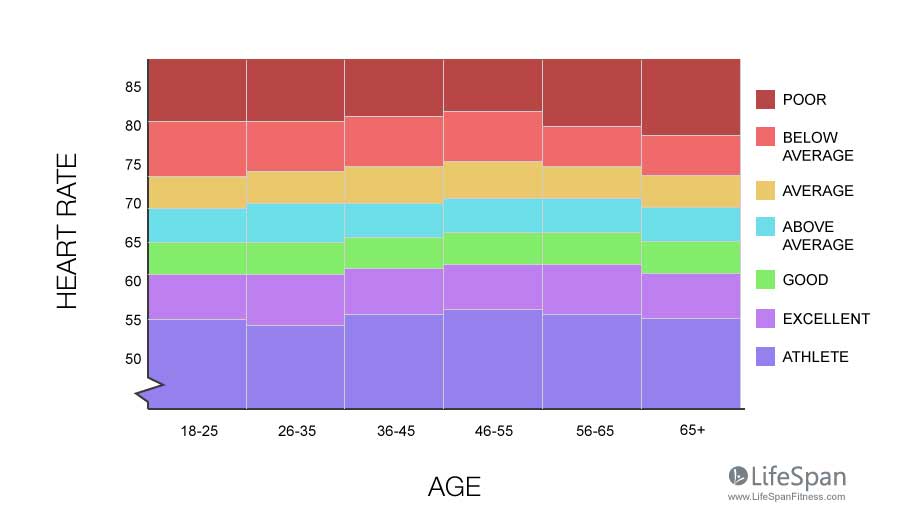 HEART RATE
85
80
75
70
65
60
55
50
18-25
26-35
36-45
46-55
56-65
65+
AGE
POOR
BELOW
AVERAGE
AVERAGE
ABOVE
AVERAGE
GOOD
EXCELLENT
ATHLETE
LifeSpan
www.LifeSpanFitness.com